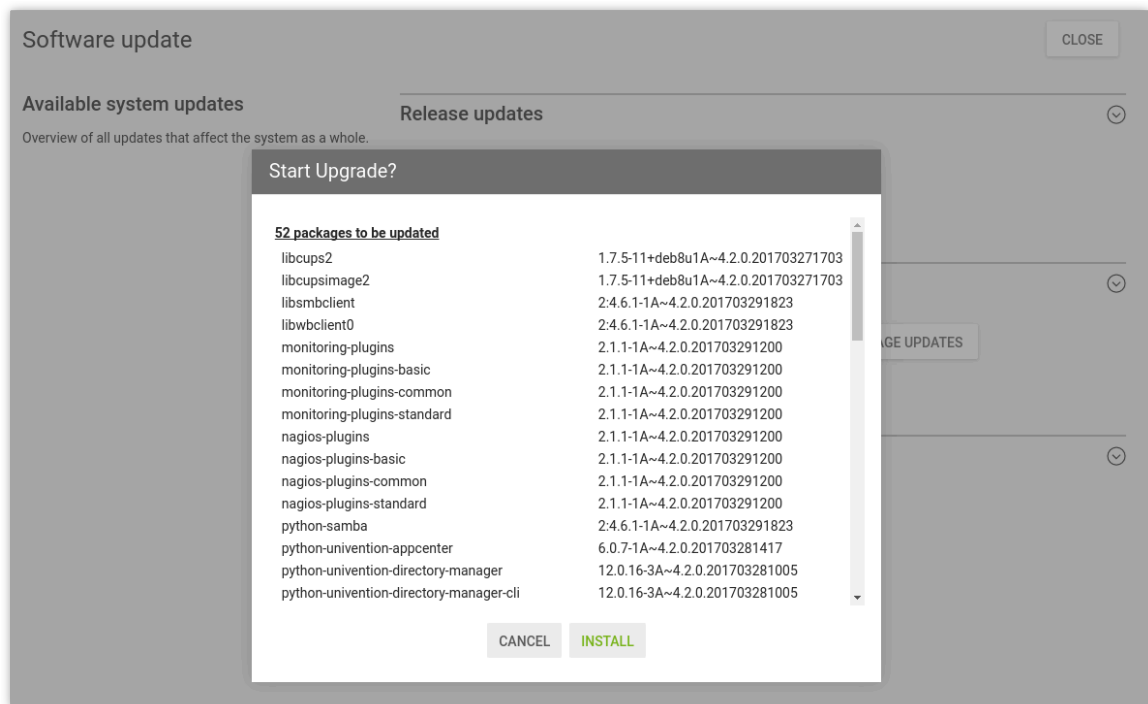 Software update
CLOSE
Available system updates
Overview of all updates that affect the system as a whole.
Release updates
Start Upgrade?
52 packages to be updated
libcups2 1.7.5-11+deb8u1A~4.2.0.201703271703
libcupsimage2 1.7.5-11+deb8u1A~4.2.0.201703271703
libsmbclient 2:4.6.1-1A~4.2.0.201703291823
libwbclient0 2:4.6.1-1A~4.2.0.201703291823
monitoring-plugins 2.1.1-1A~4.2.0.201703291200
monitoring-plugins-basic 2.1.1-1A~4.2.0.201703291200
monitoring-plugins-common 2.1.1-1A~4.2.0.201703291200
monitoring-plugins-standard 2.1.1-1A~4.2.0.201703291200
nagios-plugins 2.1.1-1A~4.2.0.201703291200
nagios-plugins-basic 2.1.1-1A~4.2.0.201703291200
nagios-plugins-common 2.1.1-1A~4.2.0.201703291200
nagios-plugins-standard 2.1.1-1A~4.2.0.201703291200
python-samba 2:4.6.1-1A~4.2.0.201703291823
python-univention-appcenter 6.0.7-1A~4.2.0.201703281417
python-univention-directory-manager 12.0.16-3A~4.2.0.201703281005
python-univention-directory-manager-cli 12.0.16-3A~4.2.0.201703281005
CANCEL INSTALL
UPDATES